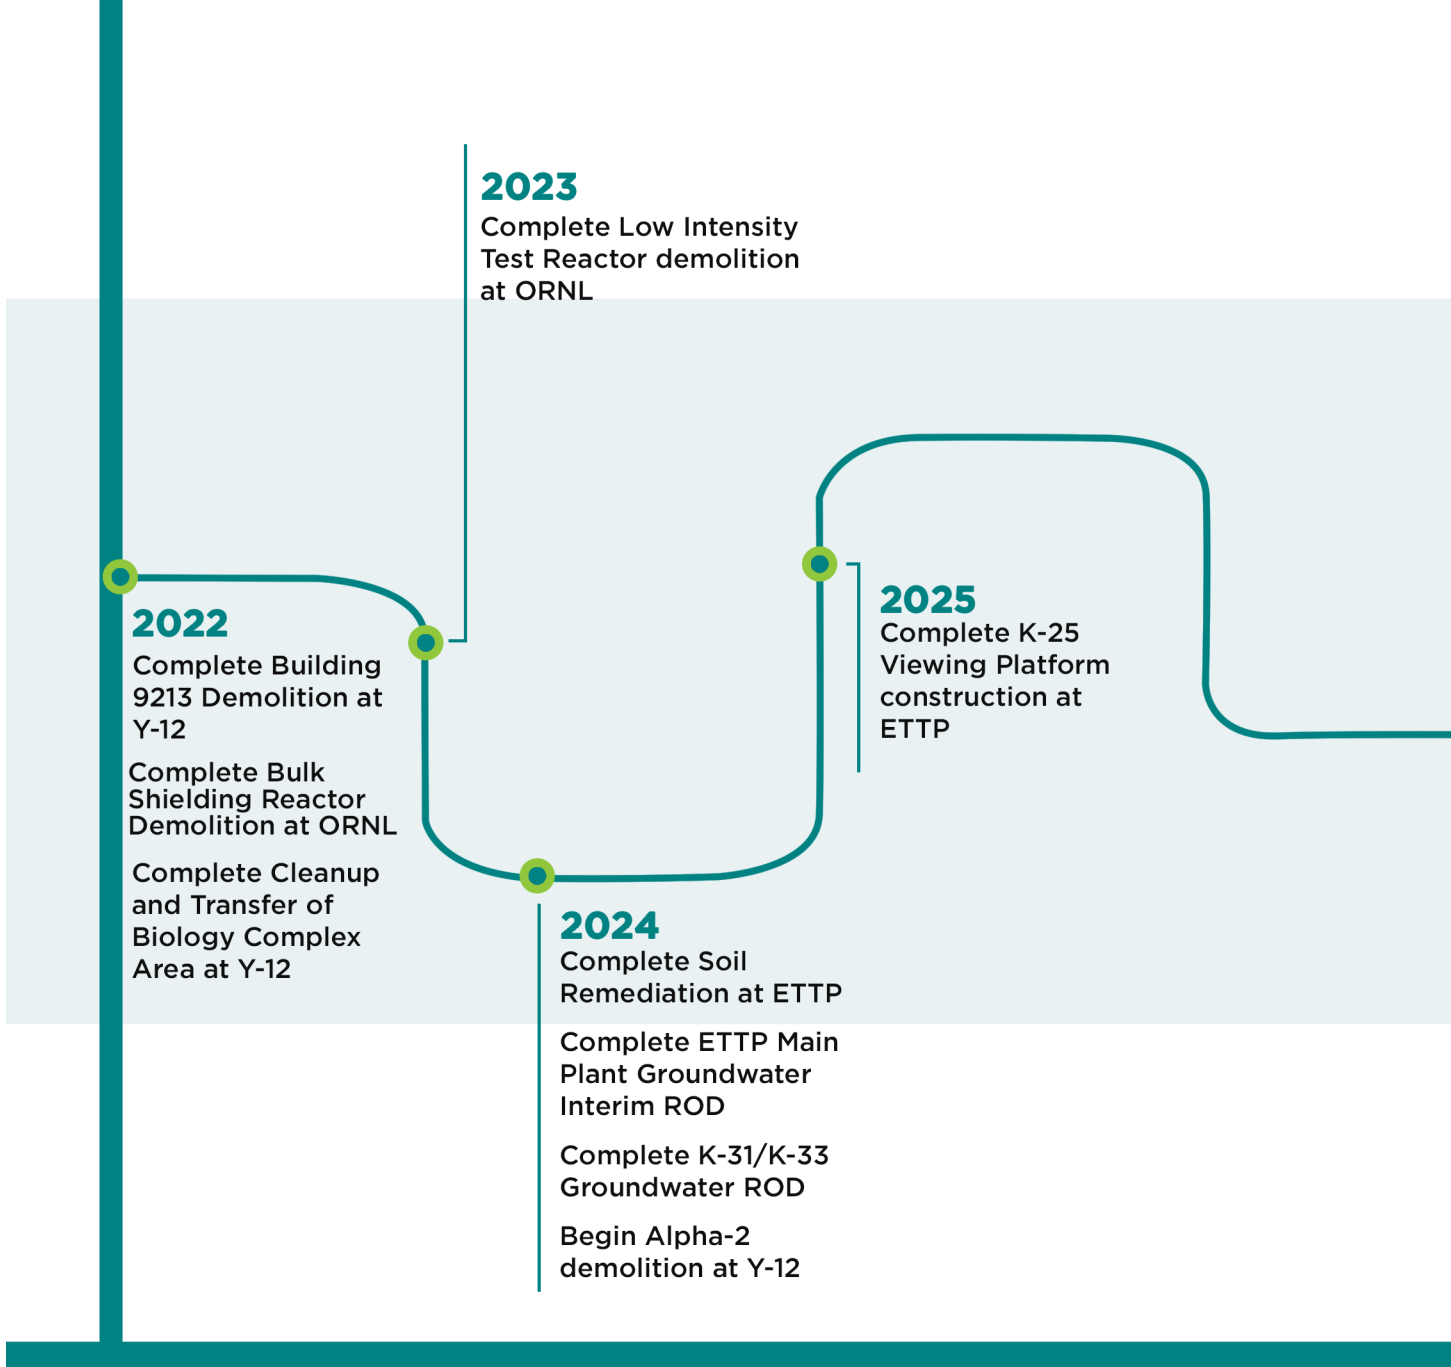 2023
Complete Low Intensity
Test Reactor demolition
at ORNL
2022
Complete Building
9213 Demolition at
Y-12
Complete Bulk
Shielding Reactor
Demolition at ORNL
Complete Cleanup
and Transfer of
Biology Complex
Area at Y-12
2024
Complete Soil
Remediation at ETTP
Complete ETTP Main
Plant Groundwater
Interim ROD
Complete K-31/K-33
Groundwater ROD
Begin Alpha-2
demolition at Y-12
2025
Complete K-25
Viewing Platform
construction at
ETTP